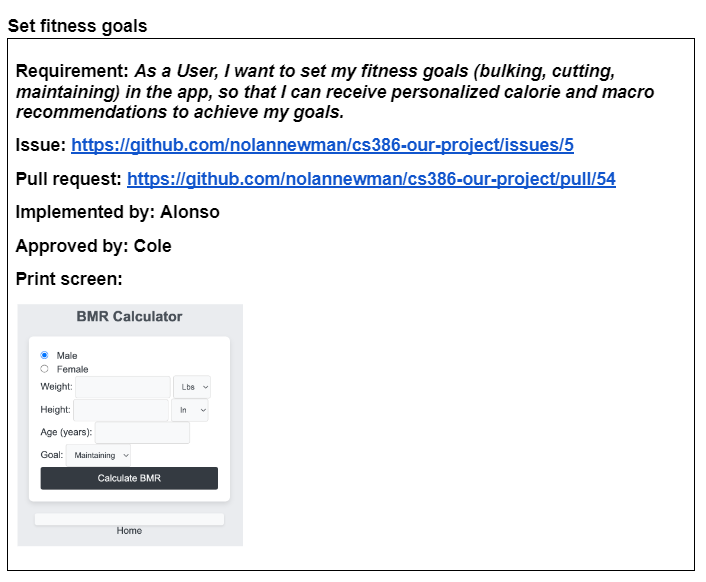 Set fitness goals
Requirement: As a User, I want to set my fitness goals (bulking, cutting,
maintaining) in the app, so that I can receive personalized calorie and macro
recommendations to achieve my goals.
Issue: https://github.com/nolannewman/cs386-our-project/issues/5
Pull request: https://github.com/nolannewman/cs386-our-project/pull/54
Implemented by: Alonso
Approved by: Cole
Print screen:
BMR Calculator
Male
Female
Weight: Lbs
Height: In
Age (years):
Goal: Maintaining
Calculate BMR
Home